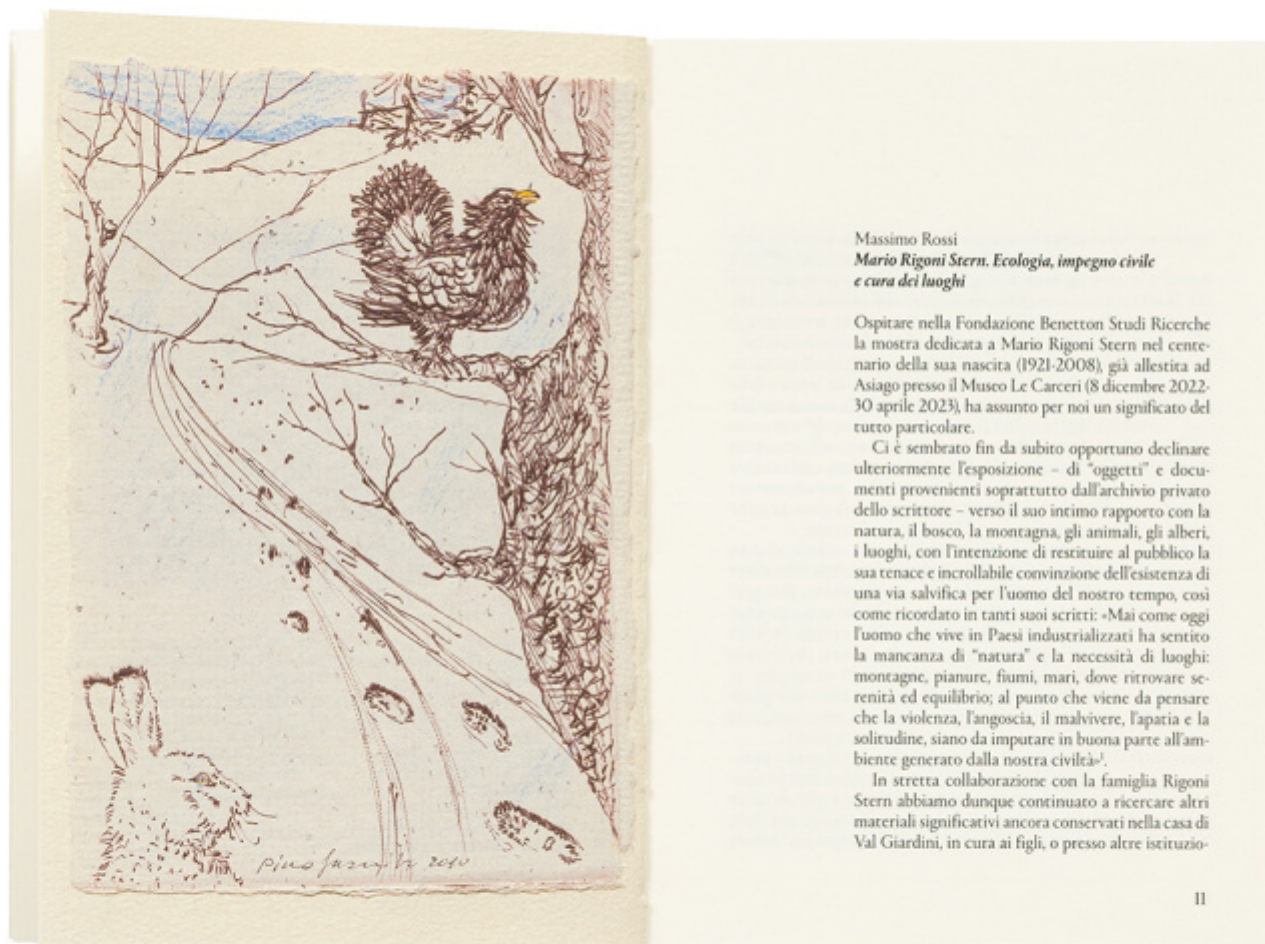 2010
Massimo Rossi
Mario Rigoni Stern. Ecologia, impegno civile
e cura dei luoghi
Ospitare nella Fondazione Benetton Studi Ricerche
la mostra dedicata a Mario Rigoni Stern nel cente-
nario della sua nascita (1921-2008), già allestita ad
Asiago presso il Museo Le Carceri (8 dicembre 2022-
30 aprile 2023), ha assunto per noi un significato del
tutto particolare.
Ci è sembrato fin da subito opportuno declinare
ulteriormente l'esposizione – di "oggetti" e docu-
menti provenienti soprattutto dall'archivio privato
dello scrittore – verso il suo intimo rapporto con la
natura, il bosco, la montagna, gli animali, gli alberi,
i luoghi, con l'intenzione di restituire al pubblico la
sua tenace e incrollabile convinzione dell'esistenza di
una via salvifica per l'uomo del nostro tempo, così
come ricordato in tanti suoi scritti: «Mai come oggi
l'uomo che vive in Paesi industrializzati ha sentito
la mancanza di "natura" e la necessità di luoghi:
montagne, pianure, fiumi, mari, dove ritrovare se-
renità ed equilibrio; al punto che viene da pensare
che la violenza, l'angoscia, il malvivere, l'apatia e la
solitudine, siano da imputare in buona parte all'am-
biente generato dalla nostra civiltà»¹.
In stretta collaborazione con la famiglia Rigoni
Stern abbiamo dunque continuato a ricercare altri
materiali significativi ancora conservati nella casa di
Val Giardini, in cura ai figli, o presso altre istituzio-
11